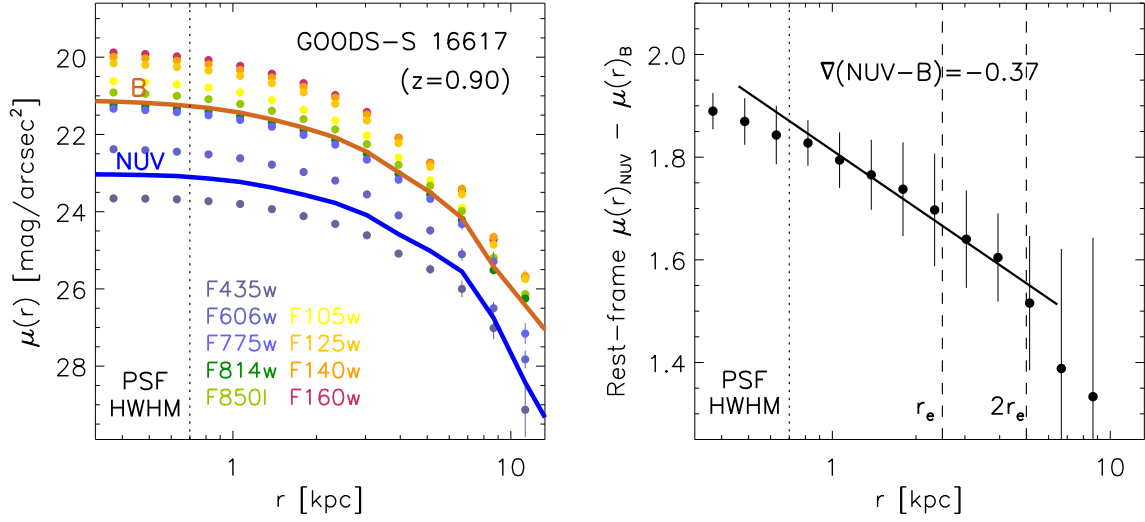 GOODS-S 16617
(z=0.90)
B
NUV
F435w
F606w F105w
F775w F125w
F814w F140w
F850l F160w
PSF
HWHM
20
22
24
26
28
1
10
r [kpc]
μ(r) [mag/arcsec²]
∇(NUV-B)=-0.37
PSF
HWHM
r_e
2r_e
2.0
1.8
1.6
1.4
1
10
r [kpc]
Rest-frame μ(r)_NUV - μ(r)_B